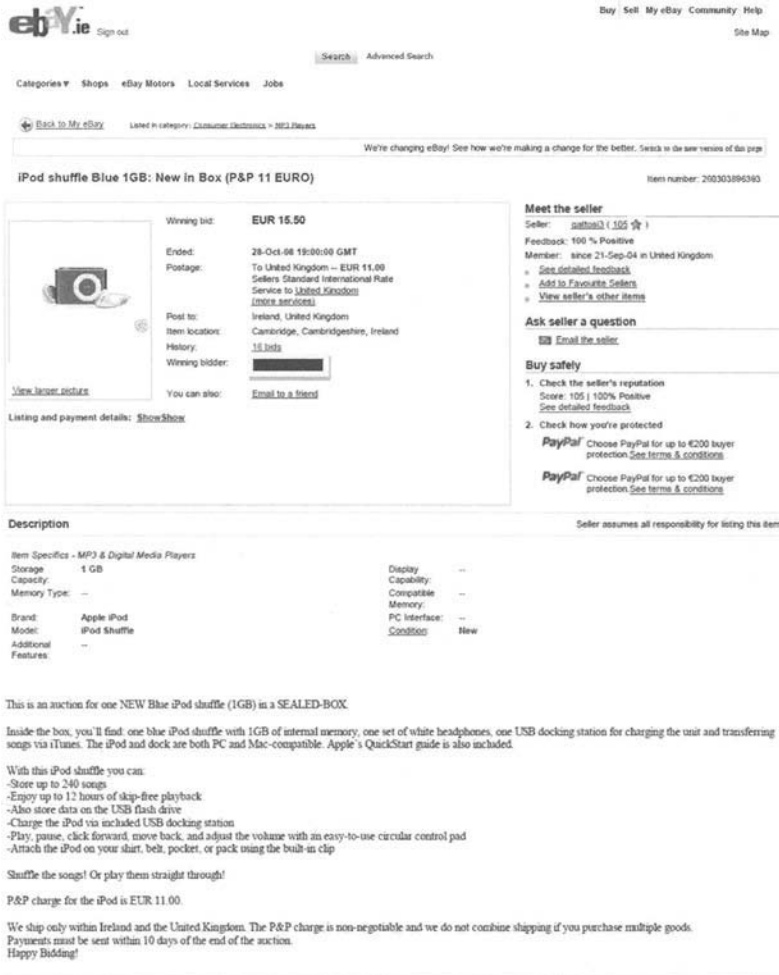 ebY.ie Sign out
Buy Sell My eBay Community Help
Site Map
Search Advanced Search
Categories▼ Shops eBay Motors Local Services Jobs
Back to My eBay Listed in category: Consumer Electronics > MP3 Players
We're changing eBay! See how we're making a change for the better. Switch to the new version of this page
iPod shuffle Blue 1GB: New in Box (P&P 11 EURO)
Item number: 260303896393
Winning bid: EUR 15.50
Ended: 28-Oct-08 19:00:00 GMT
Postage: To United Kingdom -- EUR 11.00
Sellers Standard International Rate
Service to United Kingdom
(more services)
Post to: Ireland, United Kingdom
Item location: Cambridge, Cambridgeshire, Ireland
History: 16 bids
Winning bidder:
View larger picture
You can also: Email to a friend
Listing and payment details: ShowShow
Meet the seller
Seller: gattosi3 ( 105 )
Feedback: 100 % Positive
Member: since 21-Sep-04 in United Kingdom
See detailed feedback
Add to Favourite Sellers
View seller's other items
Ask seller a question
Email the seller
Buy safely
1. Check the seller's reputation
Score: 105 | 100% Positive
See detailed feedback
2. Check how you're protected
PayPal Choose PayPal for up to €200 buyer
protection.See terms & conditions
PayPal Choose PayPal for up to €200 buyer
protection.See terms & conditions
Description
Seller assumes all responsibility for listing this item
Item Specifics - MP3 & Digital Media Players
Storage 1 GB Display --
Capacity: Capability:
Memory Type: -- Compatible --
Memory:
Brand: Apple iPod PC Interface: --
Model: iPod Shuffle Condition: New
Additional --
Features:
This is an auction for one NEW Blue iPod shuffle (1GB) in a SEALED-BOX.
Inside the box, you`ll find: one blue iPod shuffle with 1GB of internal memory, one set of white headphones, one USB docking station for charging the unit and transferring
songs via iTunes. The iPod and dock are both PC and Mac-compatible. Apple`s QuickStart guide is also included.
With this iPod shuffle you can:
-Store up to 240 songs
-Enjoy up to 12 hours of skip-free playback
-Also store data on the USB flash drive
-Charge the iPod via included USB docking station
-Play, pause, click forward, move back, and adjust the volume with an easy-to-use circular control pad
-Attach the iPod on your shirt, belt, pocket, or pack using the built-in clip
Shuffle the songs! Or play them straight through!
P&P charge for the iPod is EUR 11.00.
We ship only within Ireland and the United Kingdom. The P&P charge is non-negotiable and we do not combine shipping if you purchase multiple goods.
Payments must be sent within 10 days of the end of the auction.
Happy Bidding!